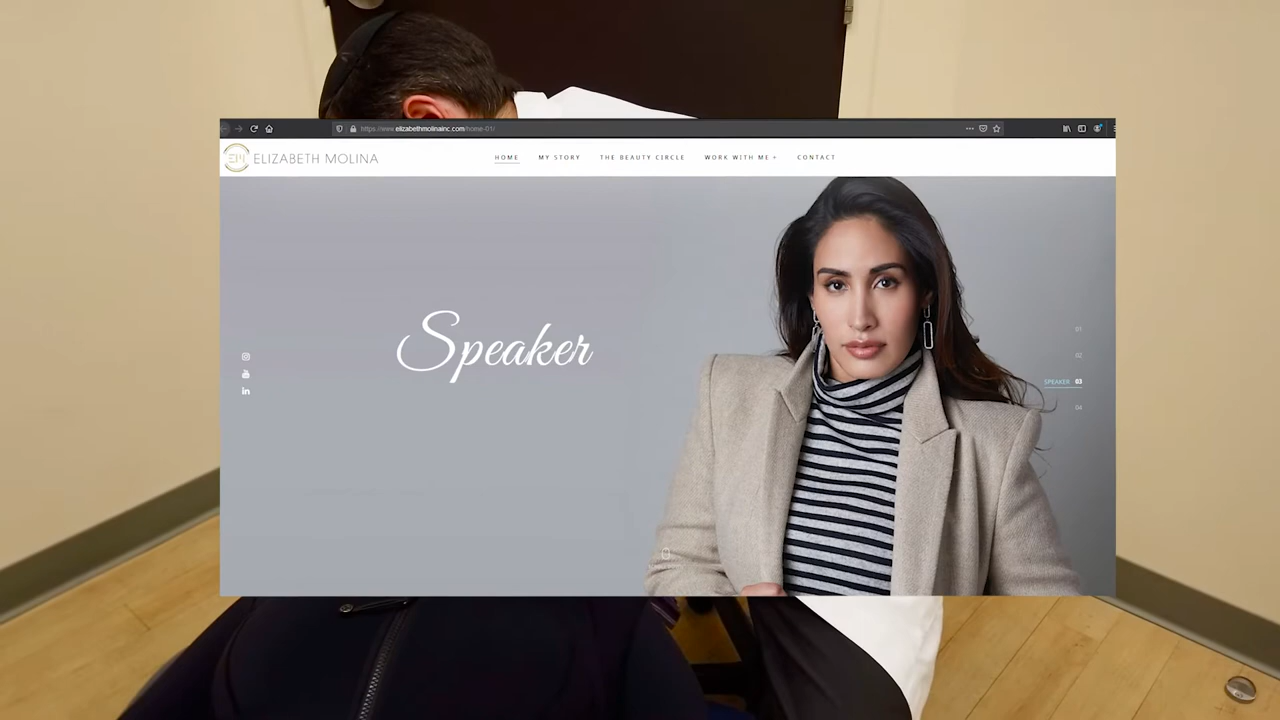 https://www.elizabethmolinainc.com/home-01/
EM ELIZABETH MOLINA
HOME
MY STORY
THE BEAUTY CIRCLE
WORK WITH ME +
CONTACT
Speaker
01
02
SPEAKER 03
04